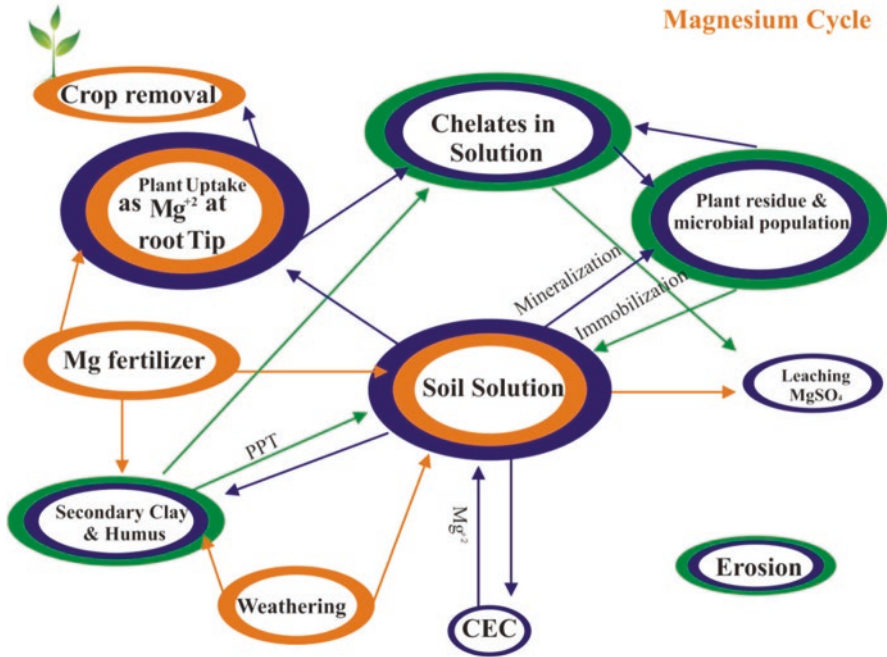 Magnesium Cycle
Crop removal
Chelates in
Solution
Plant Uptake
as Mg⁺² at
root Tip
Plant residue &
microbial population
Mineralization
Immobilization
Mg fertilizer
Soil Solution
Leaching
MgSO₄
PPT
Secondary Clay
& Humus
Mg⁺²
Weathering
CEC
Erosion